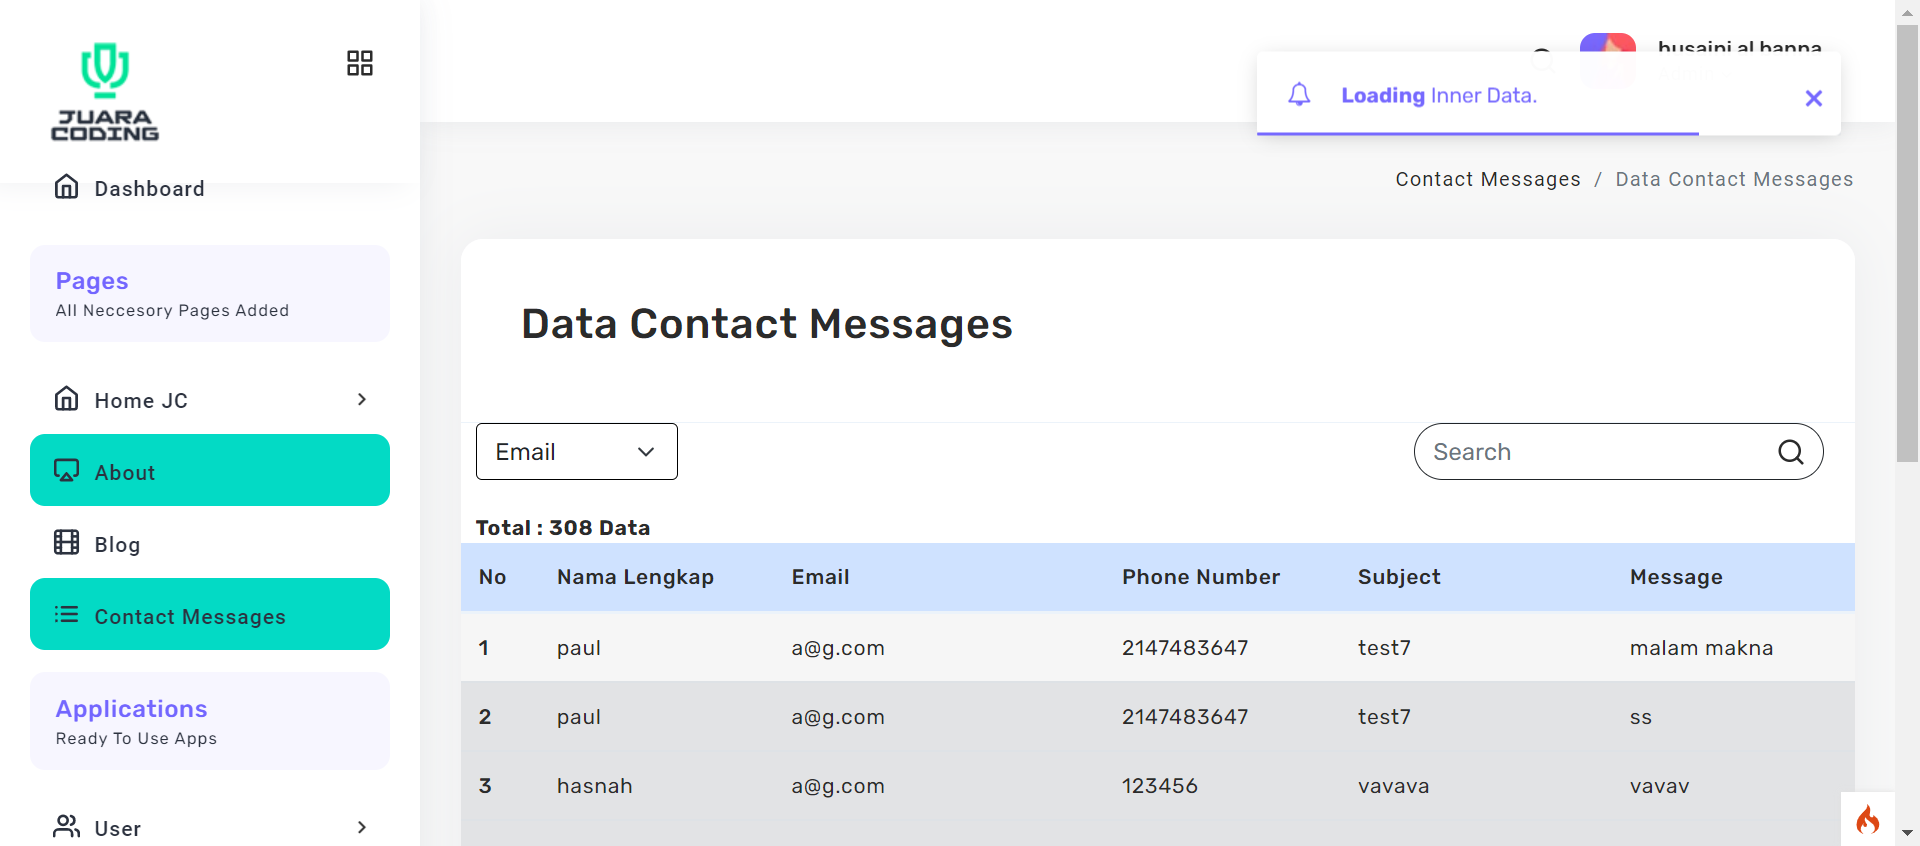 JUARA
CODING
Dashboard
Pages
All Neccesory Pages Added
Home JC
About
Blog
Contact Messages
Applications
Ready To Use Apps
User
husaini al banna
Loading Inner Data.
Contact Messages / Data Contact Messages
Data Contact Messages
Email
Search
Total : 308 Data
No Nama Lengkap Email Phone Number Subject Message
1 paul a@g.com 2147483647 test7 malam makna
2 paul a@g.com 2147483647 test7 ss
3 hasnah a@g.com 123456 vavava vavav